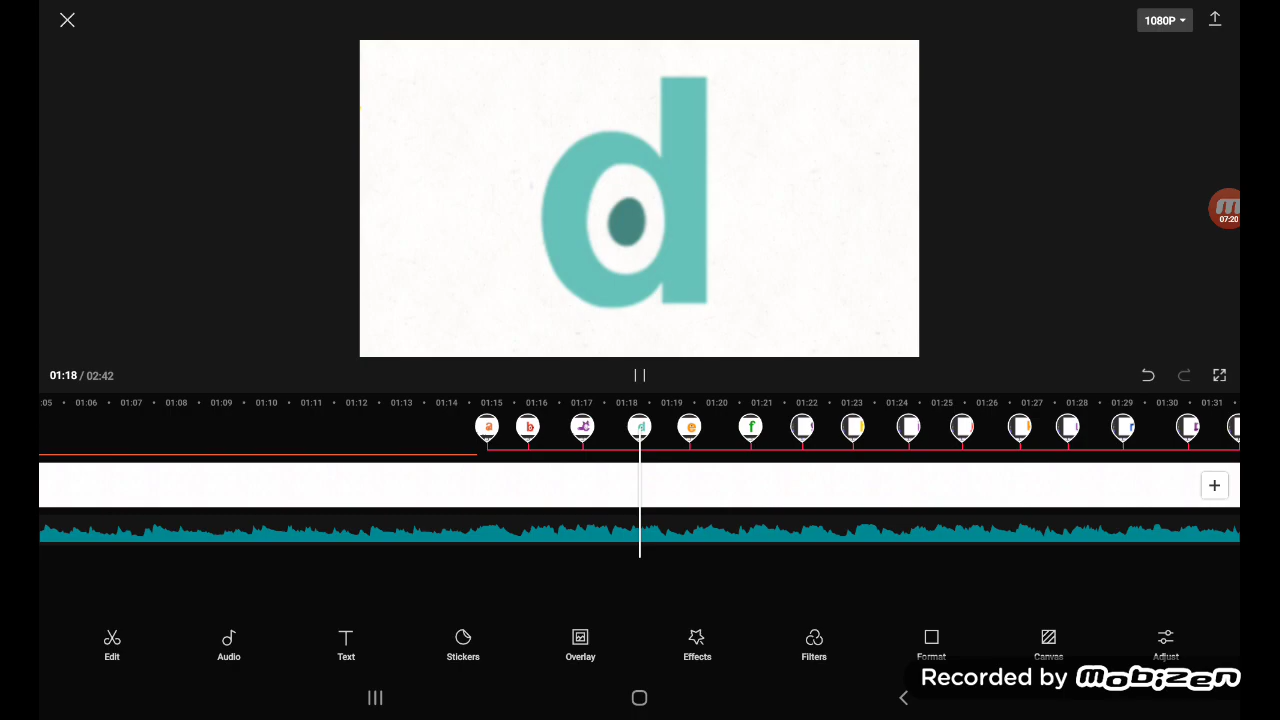 1080P
d
07:20
01:18 / 02:42
:05 01:06 01:07 01:08 01:09 01:10 01:11 01:12 01:13 01:14 01:15 01:16 01:17 01:18 01:19 01:20 01:21 01:22 01:23 01:24 01:25 01:26 01:27 01:28 01:29 01:30 01:31
a b d e f
Edit Audio Text Stickers Overlay Effects Filters Format Canvas Adjust
Recorded by mobizen